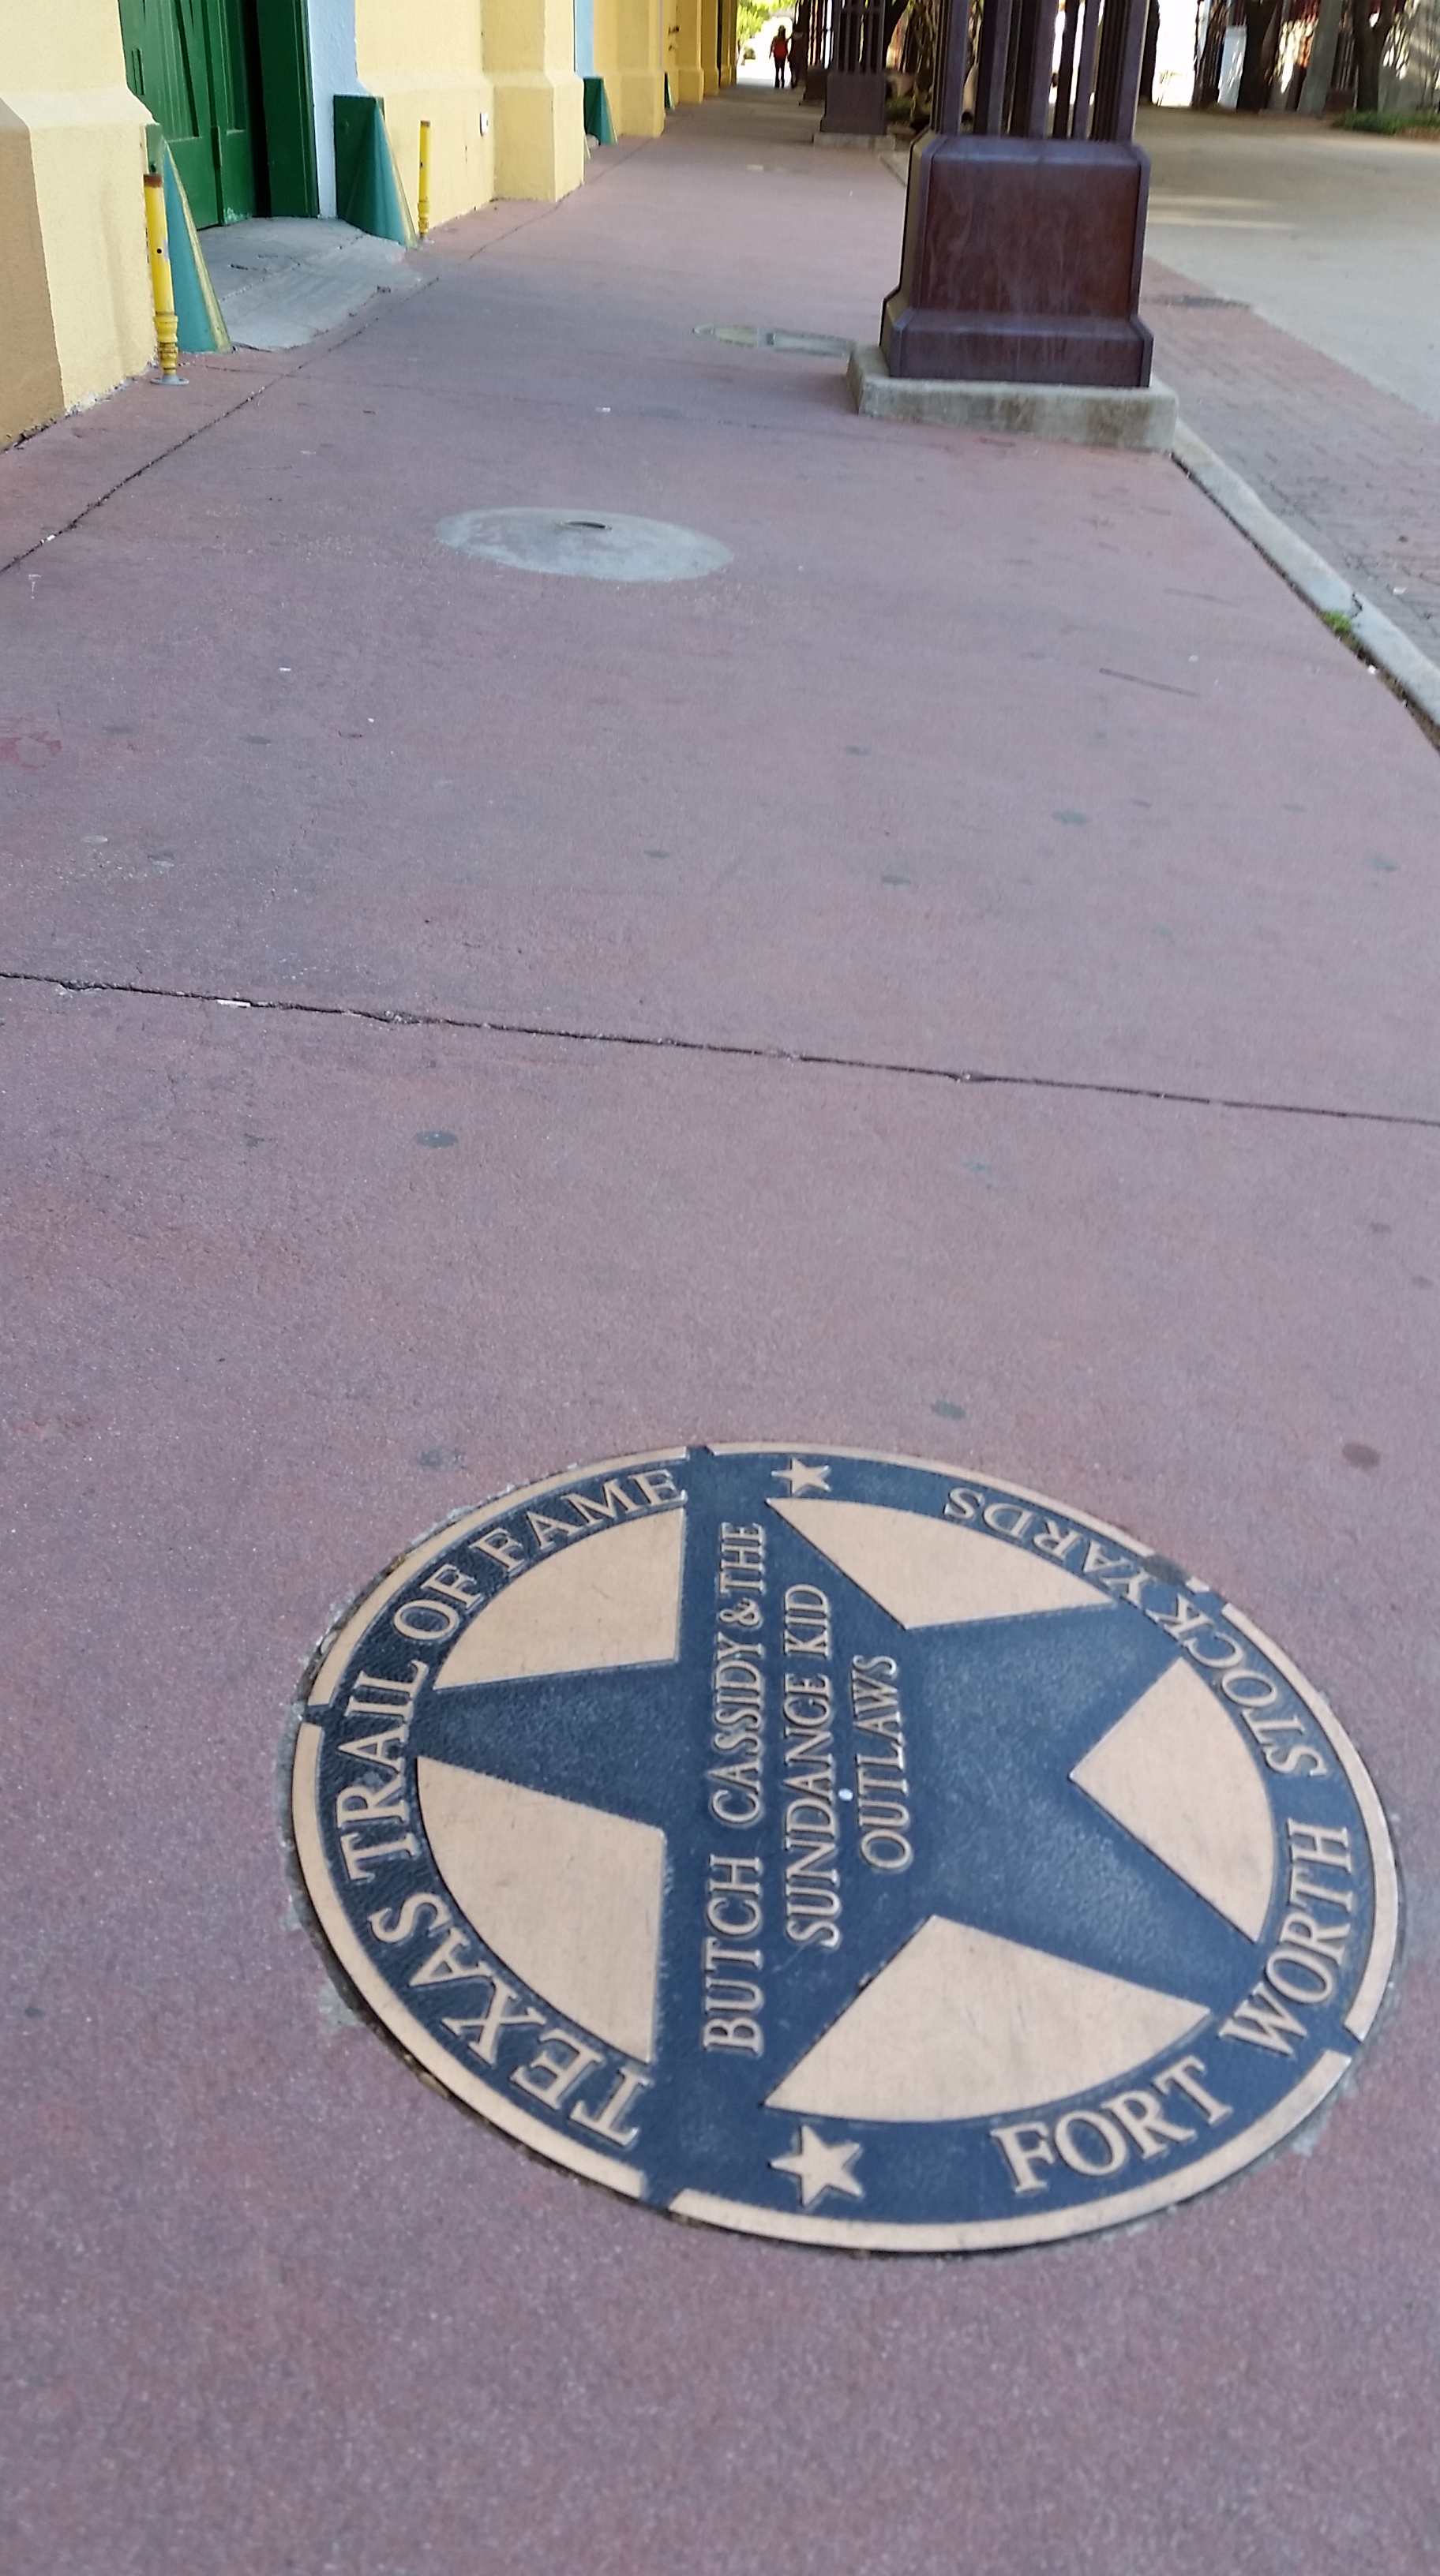 TEXAS TRAIL OF FAME
BUTCH CASSIDY & THE
SUNDANCE KID
OUTLAWS
FORT WORTH STOCKYARDS